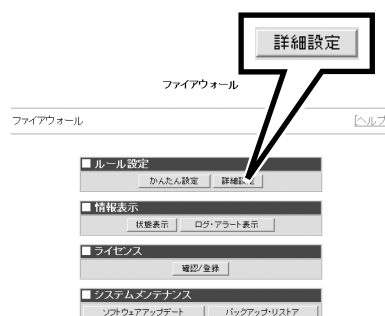 詳細設定
ファイアウォール
ファイアウォール
[ヘルプ
■ ルール設定
かんたん設定 詳細設定
■ 情報表示
状態表示 ログ・アラート表示
■ ライセンス
確認/登録
■ システムメンテナンス
ソフトウェアアップデート バックアップ・リストア